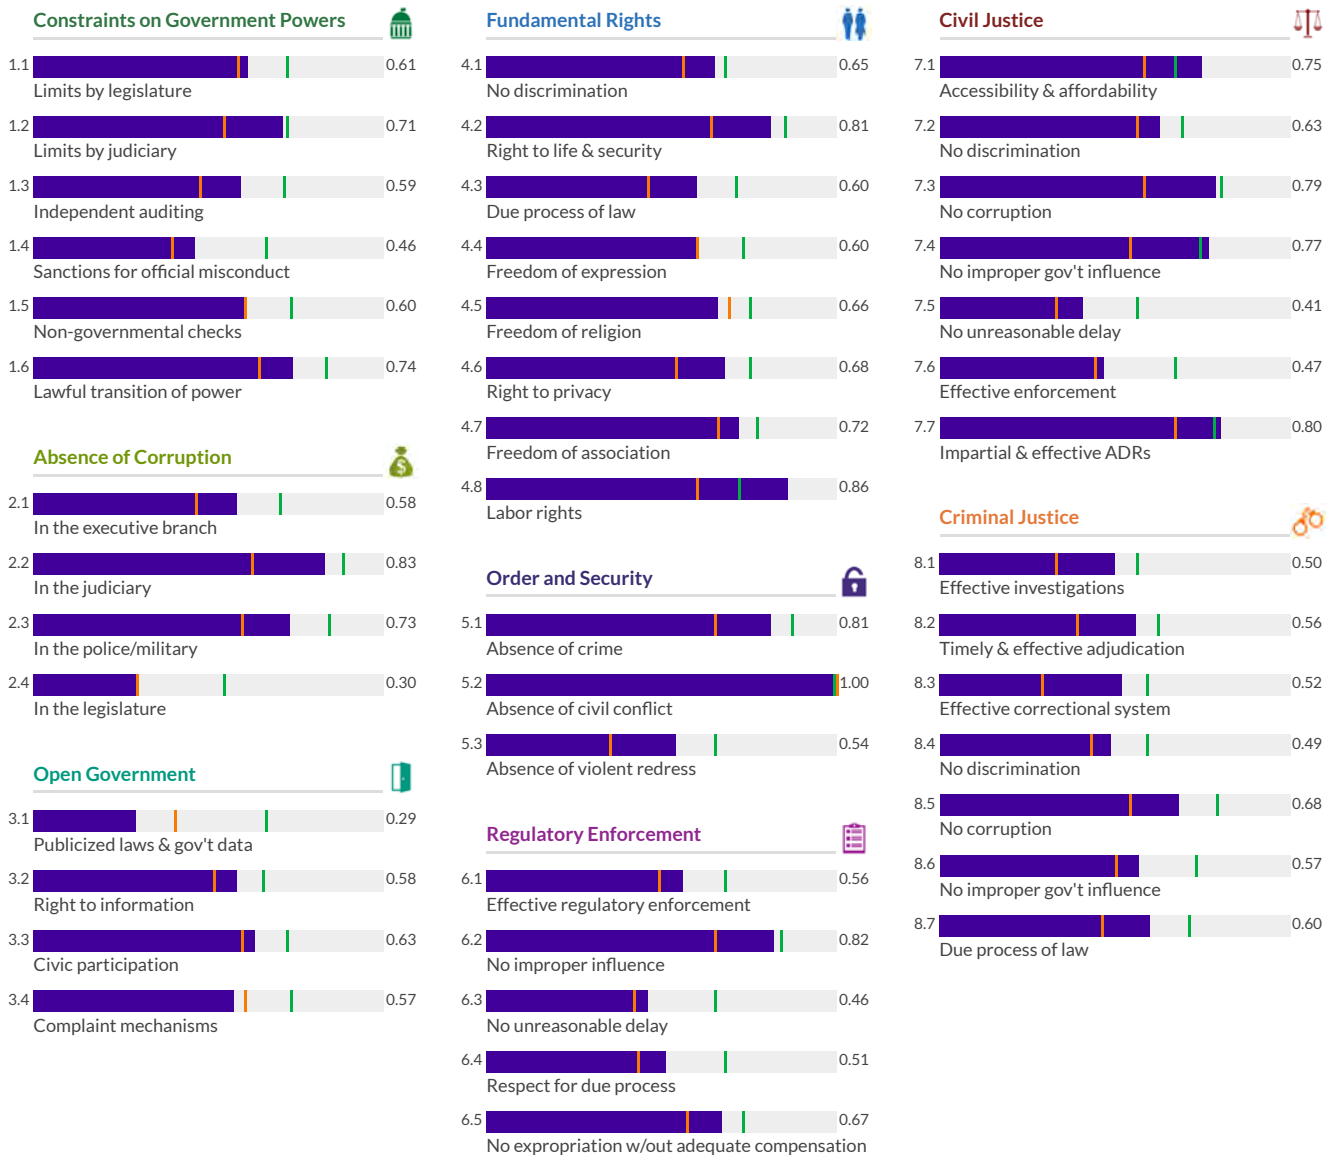 Constraints on Government Powers
1.1 0.61
Limits by legislature
1.2 0.71
Limits by judiciary
1.3 0.59
Independent auditing
1.4 0.46
Sanctions for official misconduct
1.5 0.60
Non-governmental checks
1.6 0.74
Lawful transition of power
Absence of Corruption
$
2.1 0.58
In the executive branch
2.2 0.83
In the judiciary
2.3 0.73
In the police/military
2.4 0.30
In the legislature
Open Government
3.1 0.29
Publicized laws & gov't data
3.2 0.58
Right to information
3.3 0.63
Civic participation
3.4 0.57
Complaint mechanisms
Fundamental Rights
4.1 0.65
No discrimination
4.2 0.81
Right to life & security
4.3 0.60
Due process of law
4.4 0.60
Freedom of expression
4.5 0.66
Freedom of religion
4.6 0.68
Right to privacy
4.7 0.72
Freedom of association
4.8 0.86
Labor rights
Order and Security
5.1 0.81
Absence of crime
5.2 1.00
Absence of civil conflict
5.3 0.54
Absence of violent redress
Regulatory Enforcement
6.1 0.56
Effective regulatory enforcement
6.2 0.82
No improper influence
6.3 0.46
No unreasonable delay
6.4 0.51
Respect for due process
6.5 0.67
No expropriation w/out adequate compensation
Civil Justice
7.1 0.75
Accessibility & affordability
7.2 0.63
No discrimination
7.3 0.79
No corruption
7.4 0.77
No improper gov't influence
7.5 0.41
No unreasonable delay
7.6 0.47
Effective enforcement
7.7 0.80
Impartial & effective ADRs
Criminal Justice
8.1 0.50
Effective investigations
8.2 0.56
Timely & effective adjudication
8.3 0.52
Effective correctional system
8.4 0.49
No discrimination
8.5 0.68
No corruption
8.6 0.57
No improper gov't influence
8.7 0.60
Due process of law